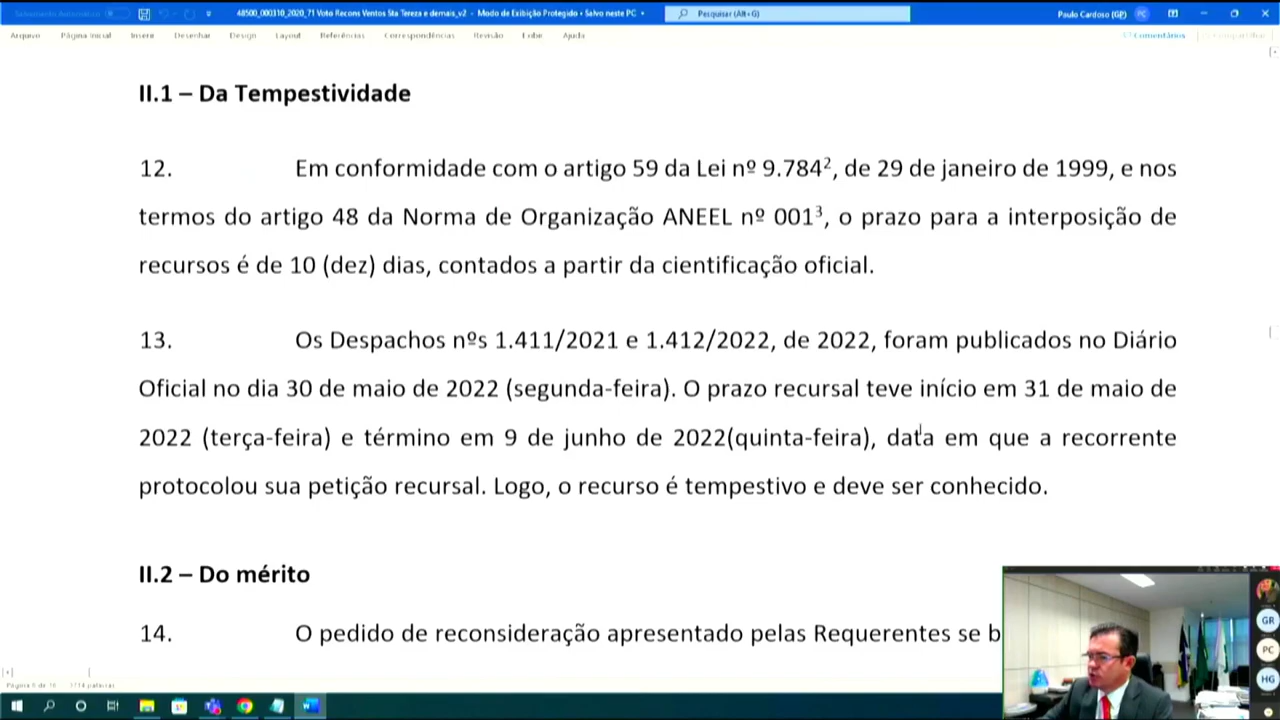 48500_000310_2020_71 Voto Recons Ventos Sta Tereza e demais_v2 - Modo de Exibição Protegido • Salvo neste PC
Pesquisar (Alt+G)
Paulo Cardoso (GP) PC
Arquivo Página Inicial Inserir Desenhar Design Layout Referências Correspondências Revisão Exibir Ajuda Comentários
II.1 – Da Tempestividade
12. Em conformidade com o artigo 59 da Lei nº 9.784², de 29 de janeiro de 1999, e nos
termos do artigo 48 da Norma de Organização ANEEL nº 001³, o prazo para a interposição de
recursos é de 10 (dez) dias, contados a partir da cientificação oficial.
13. Os Despachos nºs 1.411/2021 e 1.412/2022, de 2022, foram publicados no Diário
Oficial no dia 30 de maio de 2022 (segunda-feira). O prazo recursal teve início em 31 de maio de
2022 (terça-feira) e término em 9 de junho de 2022(quinta-feira), data em que a recorrente
protocolou sua petição recursal. Logo, o recurso é tempestivo e deve ser conhecido.
II.2 – Do mérito
14. O pedido de reconsideração apresentado pelas Requerentes se b
GR
PC
HG